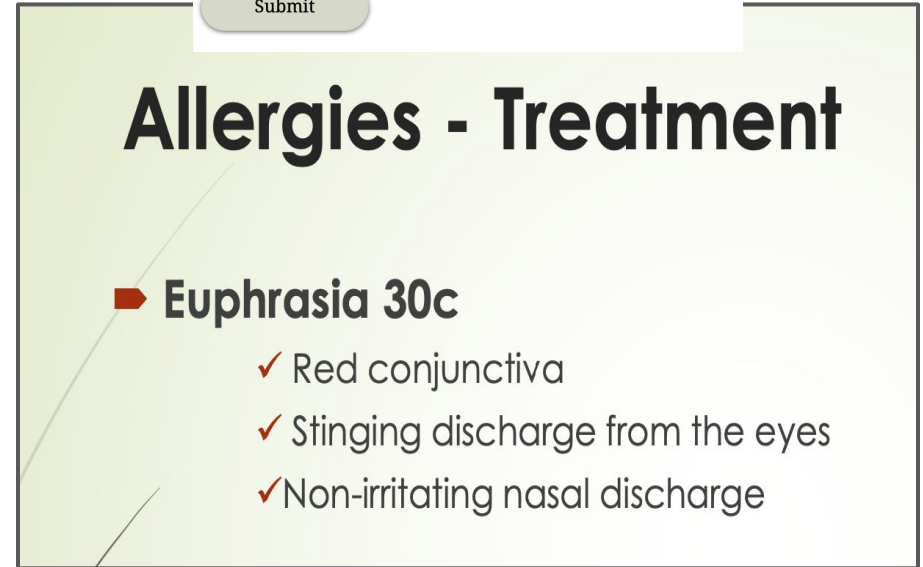 Submit
Allergies - Treatment
Euphrasia 30c
✓ Red conjunctiva
✓ Stinging discharge from the eyes
✓Non-irritating nasal discharge